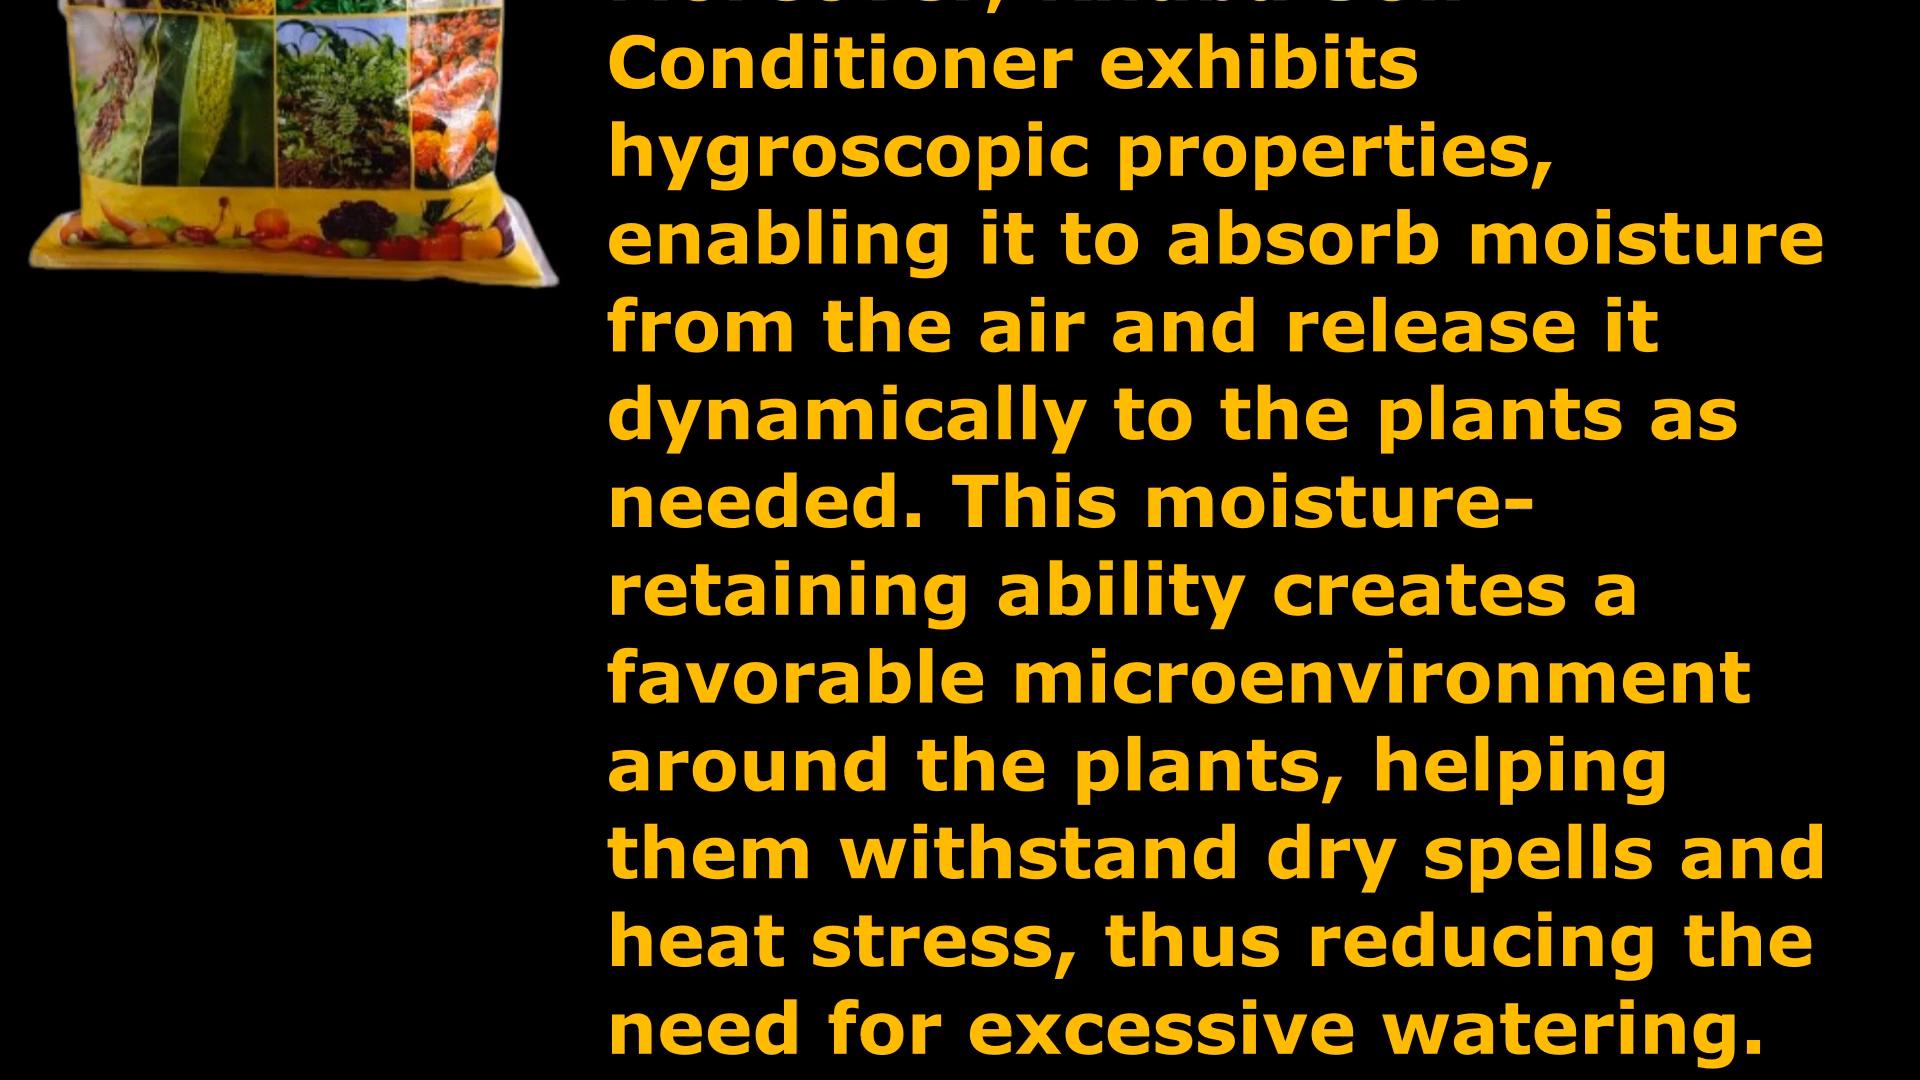 Conditioner exhibits
hygroscopic properties,
enabling it to absorb moisture
from the air and release it
dynamically to the plants as
needed. This moisture-
retaining ability creates a
favorable microenvironment
around the plants, helping
them withstand dry spells and
heat stress, thus reducing the
need for excessive watering.